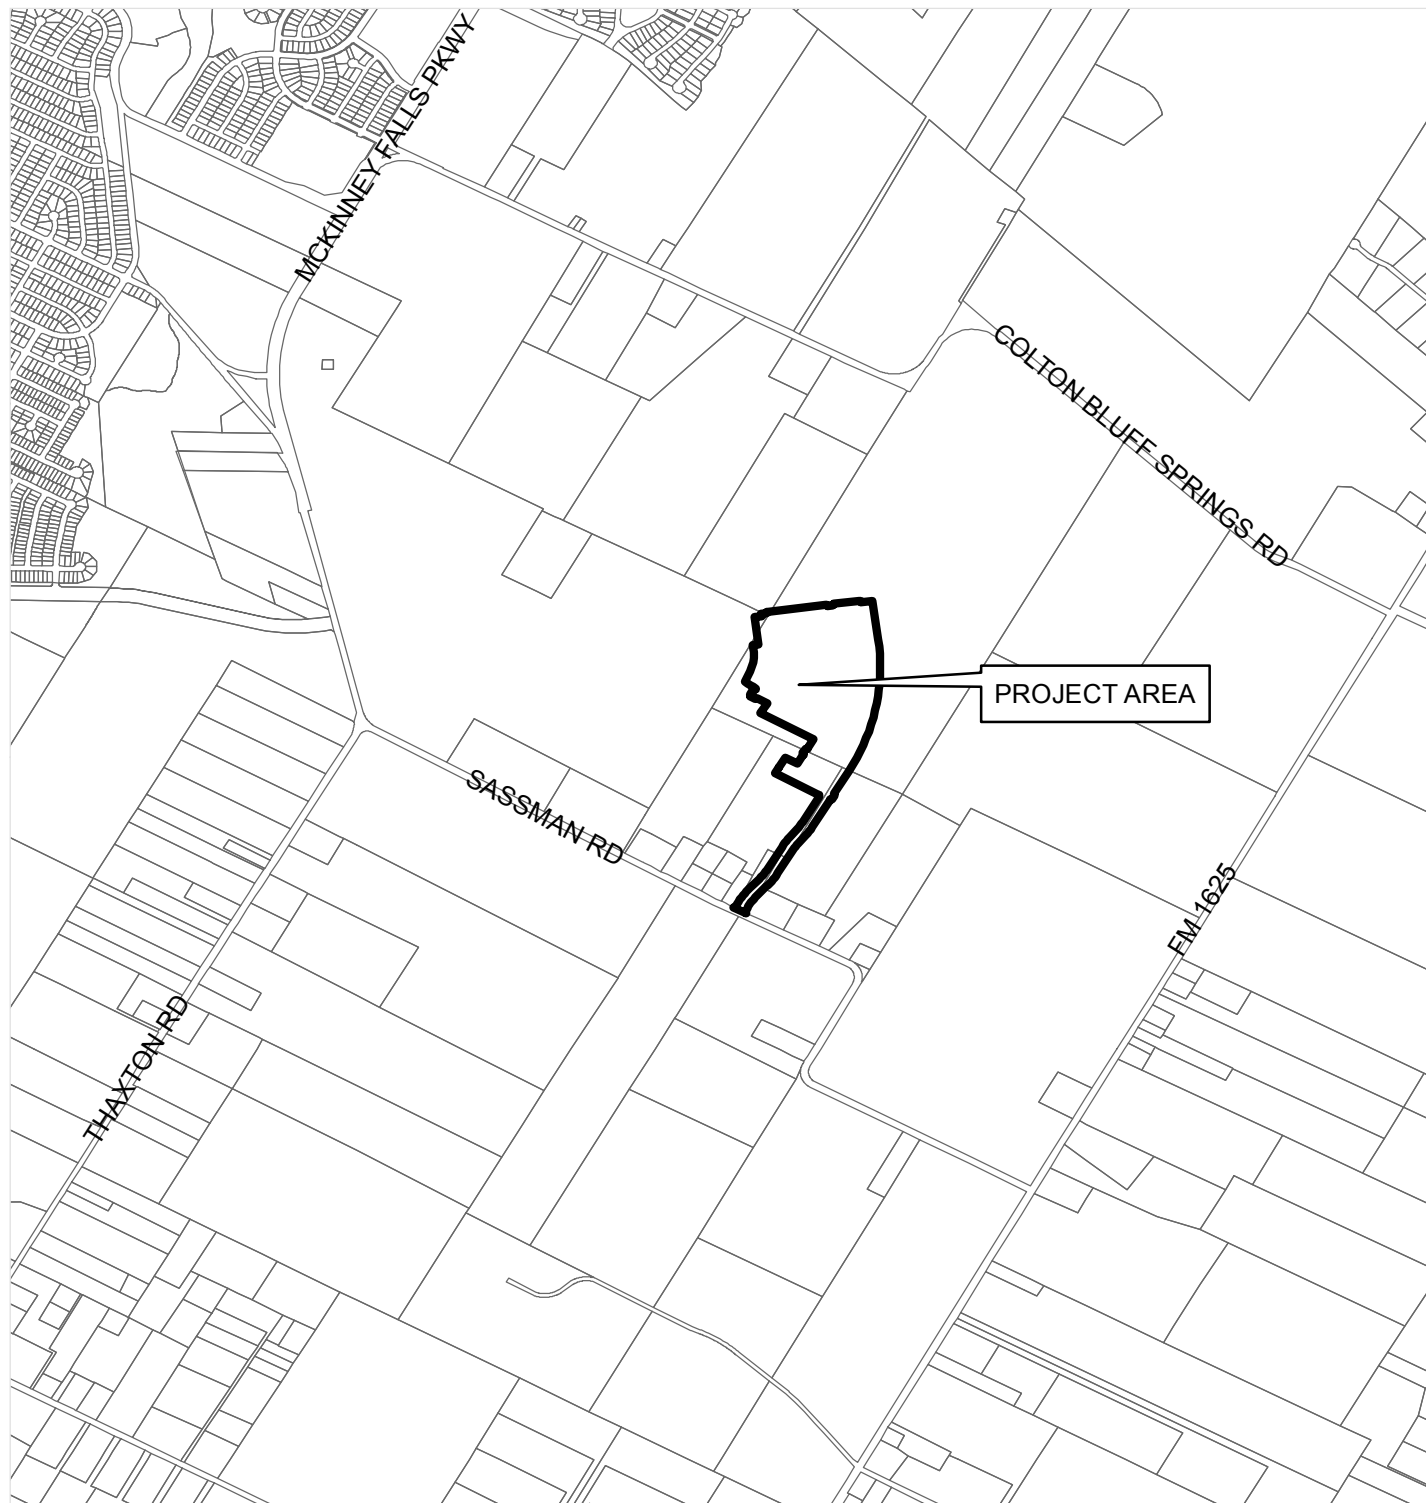 MCKINNEY FALLS PKWY
COLTON BLUFF SPRINGS RD
PROJECT AREA
SASSMAN RD
FM 1625
THAXTON RD